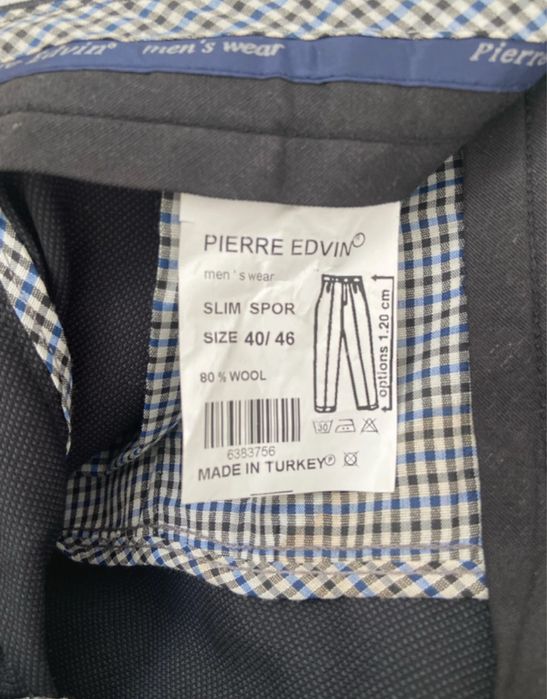 Edvin® men's wear Pierre
PIERRE EDVIN®
men's wear
SLIM SPOR
SIZE 40/ 46
80 % WOOL
options 1.20 cm
30
6383756
MADE IN TURKEY®